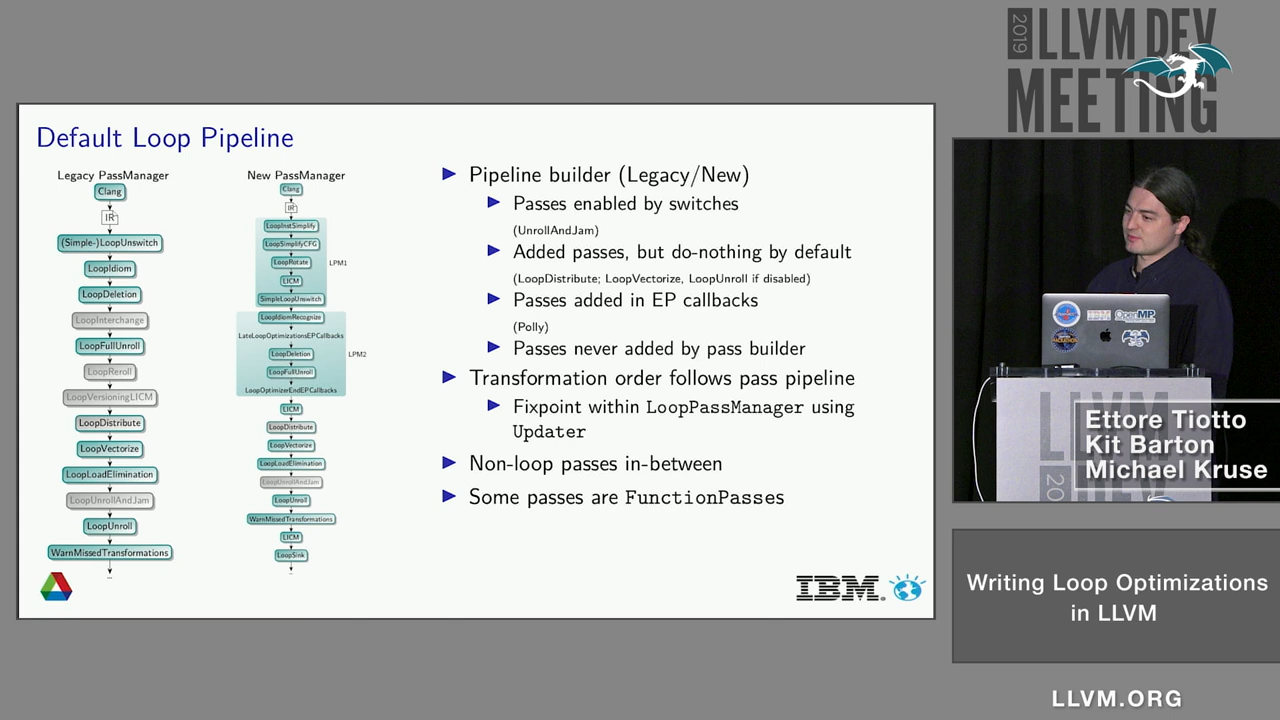 2019 LLVM DEV
MEETING
Default Loop Pipeline
Legacy PassManager
Clang
IR
(Simple-)LoopUnswitch
LoopIdiom
LoopDeletion
LoopInterchange
LoopFullUnroll
LoopReroll
LoopVersioningLICM
LoopDistribute
LoopVectorize
LoopLoadElimination
LoopUnrollAndJam
LoopUnroll
WarnMissedTransformations
...
New PassManager
Clang
IR
LoopInstSimplify
LoopSimplifyCFG
LoopRotate
LPM1
LICM
SimpleLoopUnswitch
LoopIdiomRecognize
LateLoopOptimizationsEPCallbacks
LoopDeletion
LPM2
LoopFullUnroll
LoopOptimizerEndEPCallbacks
LICM
LoopDistribute
LoopVectorize
LoopLoadElimination
LoopUnrollAndJam
LoopUnroll
WarnMissedTransformations
LICM
LoopSink
...
Pipeline builder (Legacy/New)
Passes enabled by switches
(UnrollAndJam)
Added passes, but do-nothing by default
(LoopDistribute; LoopVectorize, LoopUnroll if disabled)
Passes added in EP callbacks
(Polly)
Passes never added by pass builder
Transformation order follows pass pipeline
Fixpoint within LoopPassManager using
Updater
Non-loop passes in-between
Some passes are FunctionPasses
IBM.
IBM OpenMP
Ettore Tiotto
Kit Barton
Michael Kruse
Writing Loop Optimizations
in LLVM
LLVM.ORG